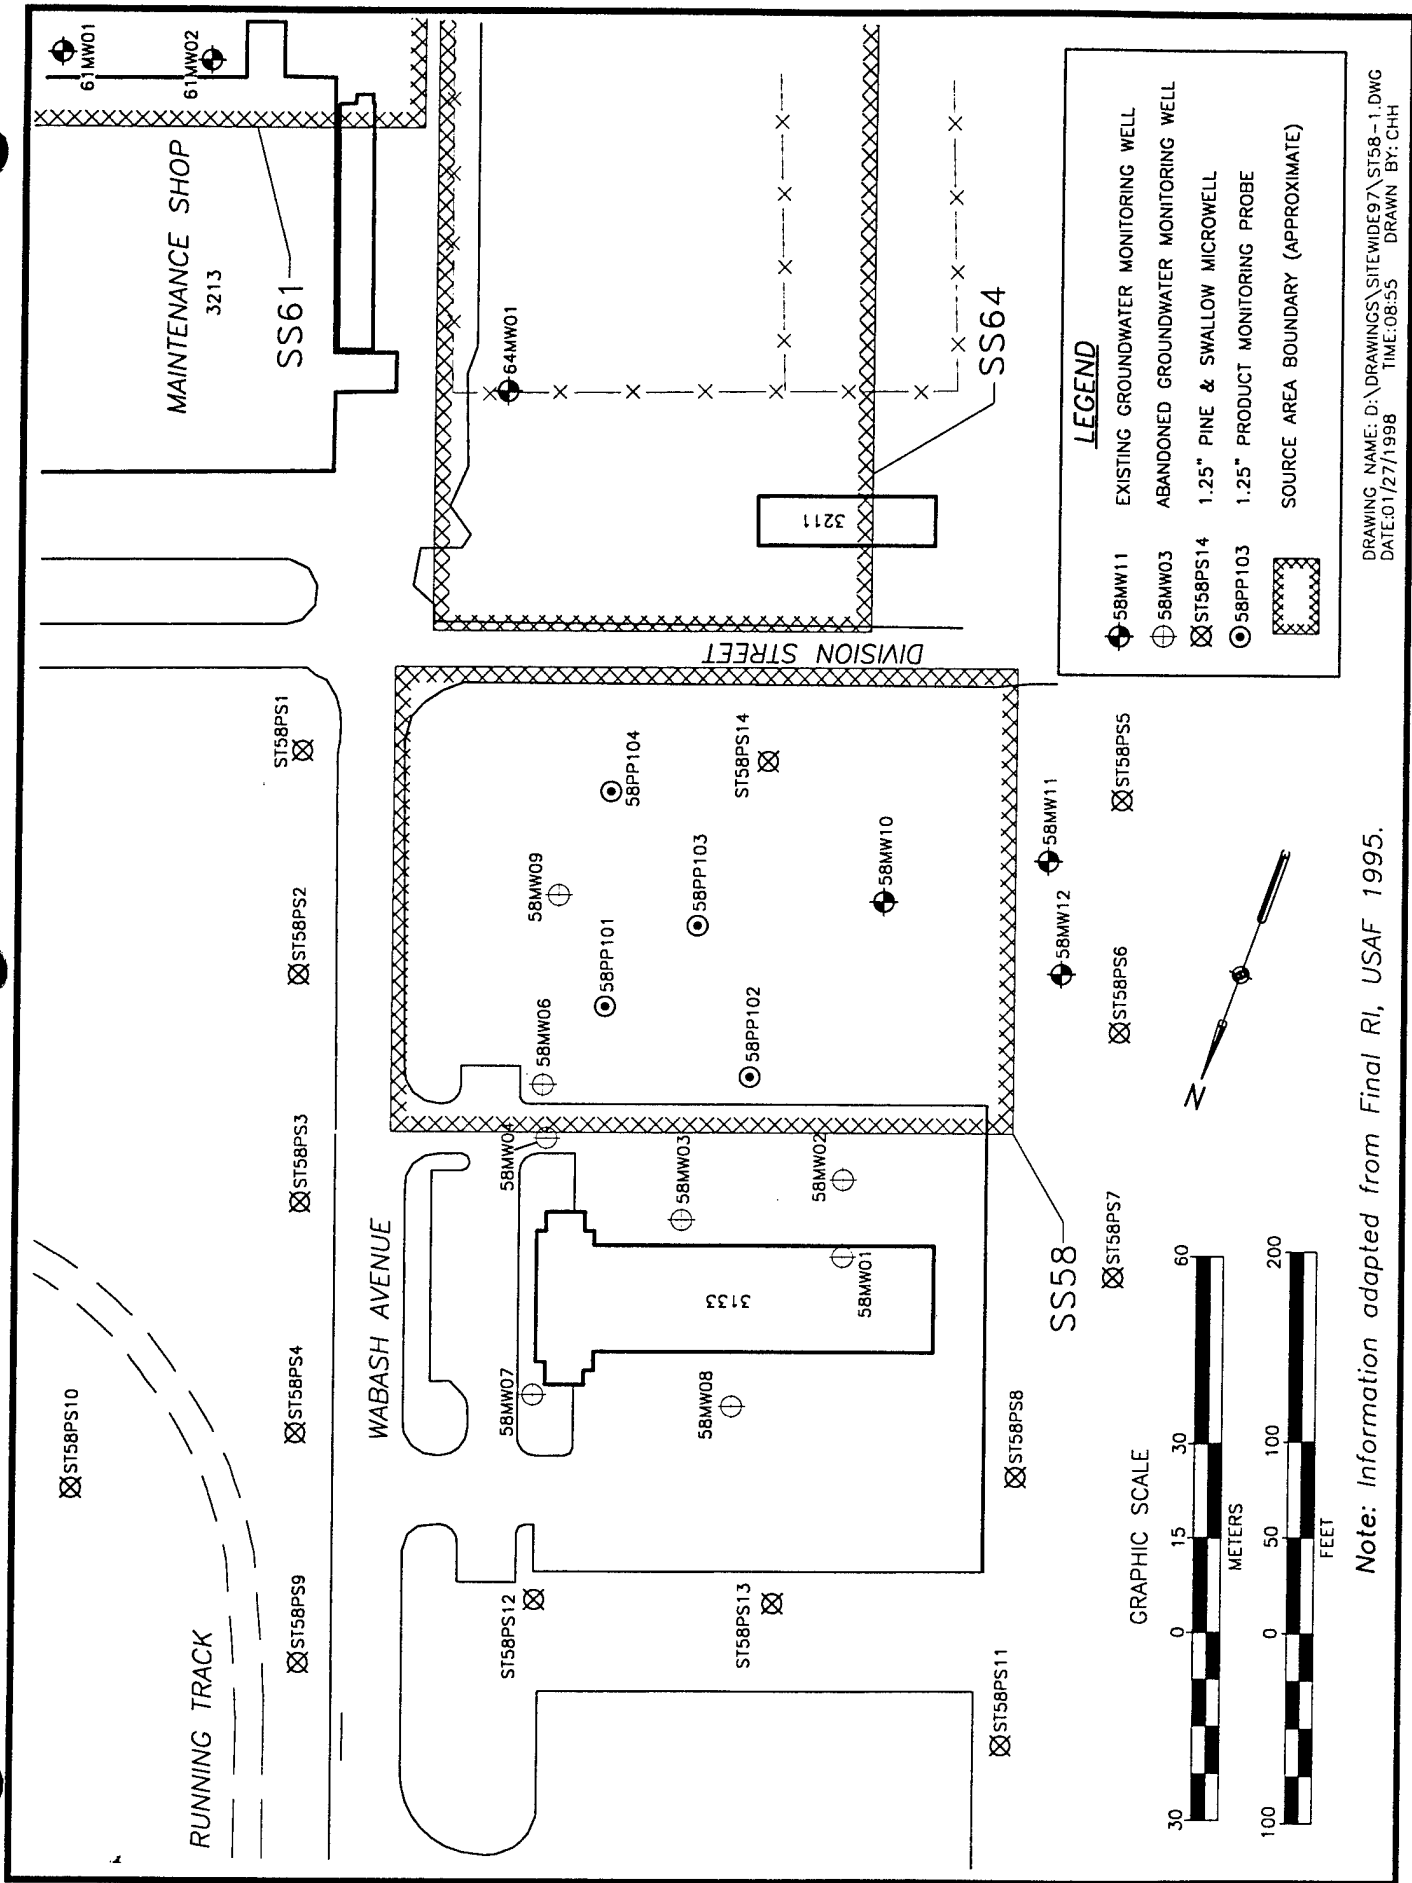 61MW01
61MW02
MAINTENANCE SHOP
3213
SS61
64MW01
SS64
3211
DIVISION STREET
LEGEND
58MW11 EXISTING GROUNDWATER MONITORING WELL
58MW03 ABANDONED GROUNDWATER MONITORING WELL
ST58PS14 1.25" PINE & SWALLOW MICROWELL
58PP103 1.25" PRODUCT MONITORING PROBE
SOURCE AREA BOUNDARY (APPROXIMATE)
DRAWING NAME: D:\DRAWINGS\SITEWIDE97\ST58-1.DWG
DATE:01/27/1998 TIME:08:55 DRAWN BY: CHH
ST58PS1
ST58PS2
ST58PS3
ST58PS4
ST58PS10
ST58PS9
RUNNING TRACK
WABASH AVENUE
58PP104
ST58PS14
58MW09
58PP103
58PP101
58MW10
58MW06
58PP102
58MW11
58MW12
ST58PS5
ST58PS6
58MW04
58MW03
58MW02
58MW01
3133
58MW07
58MW08
SS58
ST58PS7
ST58PS8
ST58PS12
ST58PS13
ST58PS11
N
GRAPHIC SCALE
30 0 15 30 60
METERS
100 0 50 100 200
FEET
Note: Information adapted from Final RI, USAF 1995.